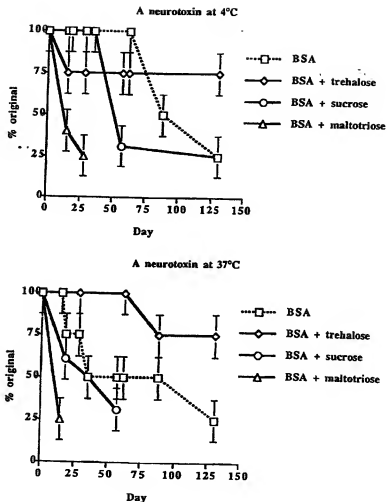 A neurotoxin at 4°C
% original
100
75
50
25
0
0 25 50 75 100 125 150
Day
BSA
BSA + trehalose
BSA + sucrose
BSA + maltotriose
A neurotoxin at 37°C
% original
100
75
50
25
0
0 25 50 75 100 125 150
Day
BSA
BSA + trehalose
BSA + sucrose
BSA + maltotriose